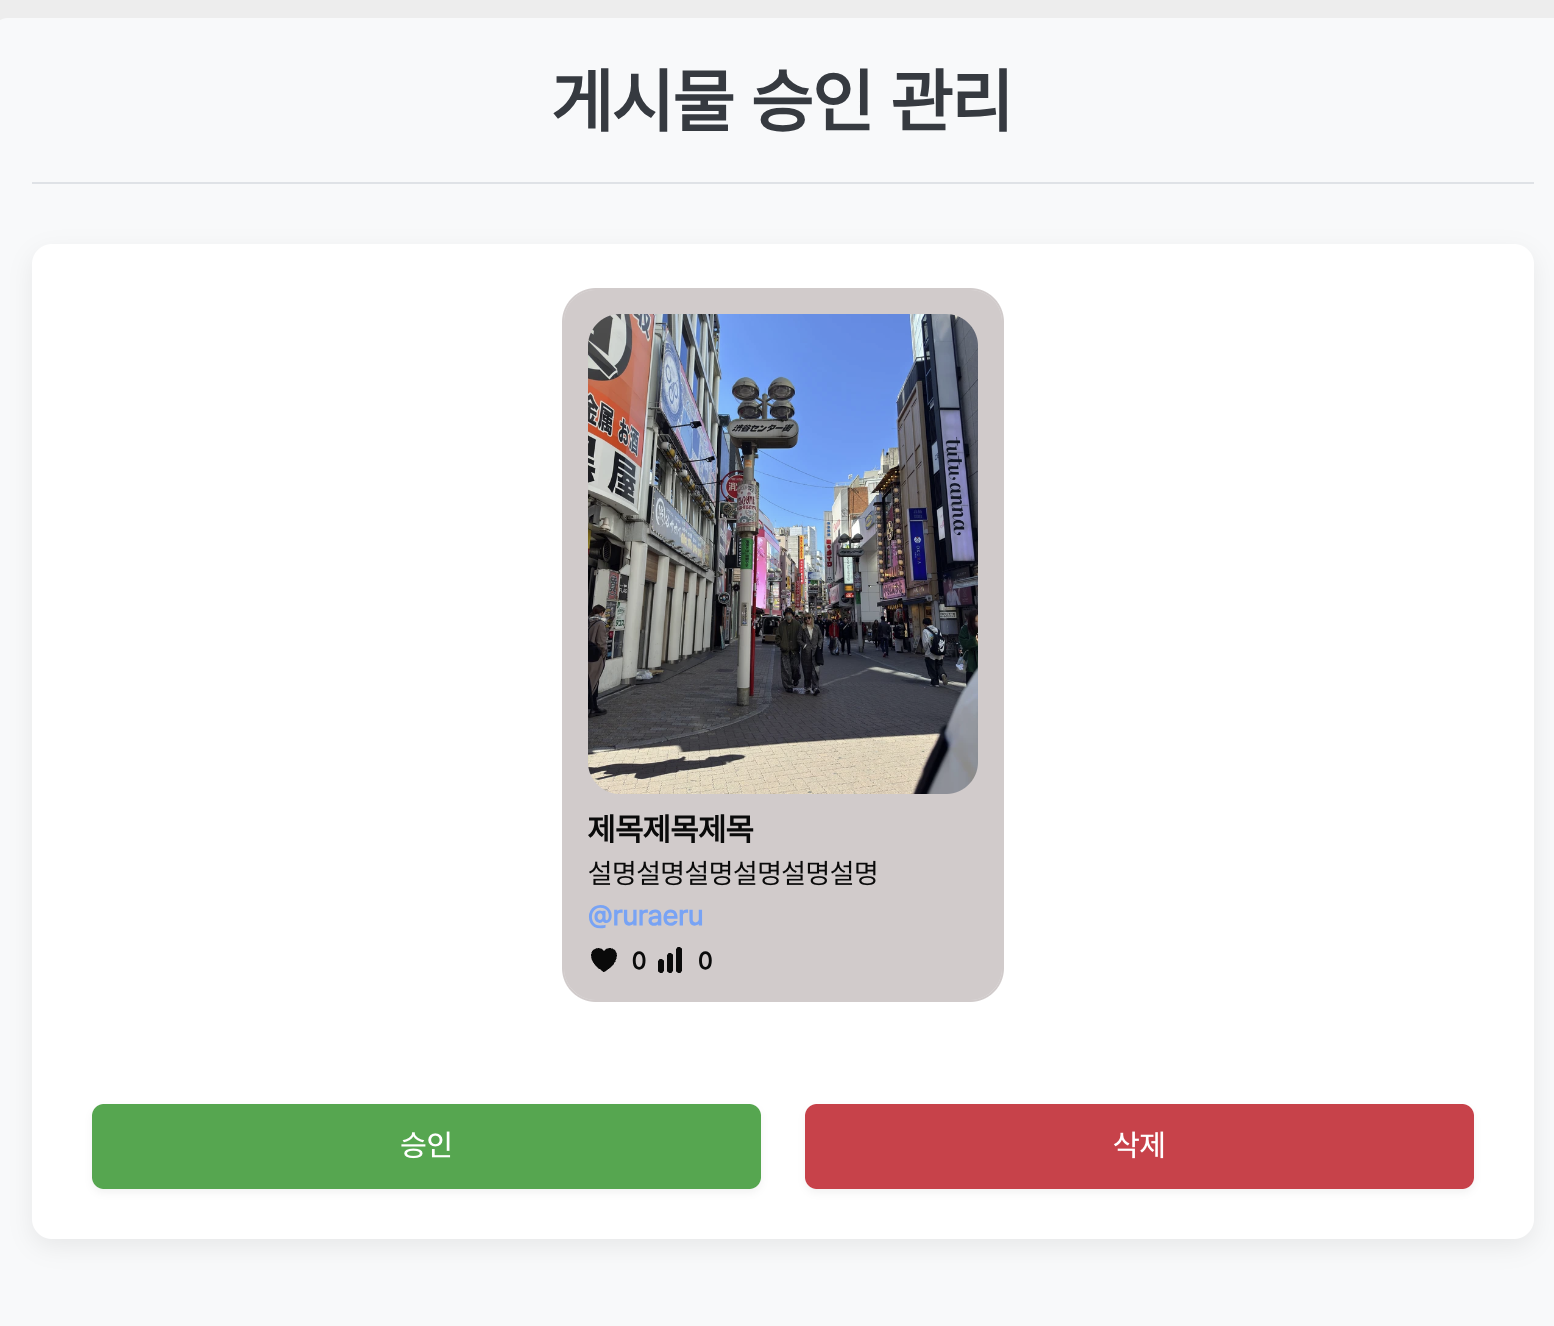 게시물 승인 관리
金属 お酒
屋
渋谷センター街
tutu-anna
제목제목제목
설명설명설명설명설명설명
@ruraeru
0 0
승인
삭제